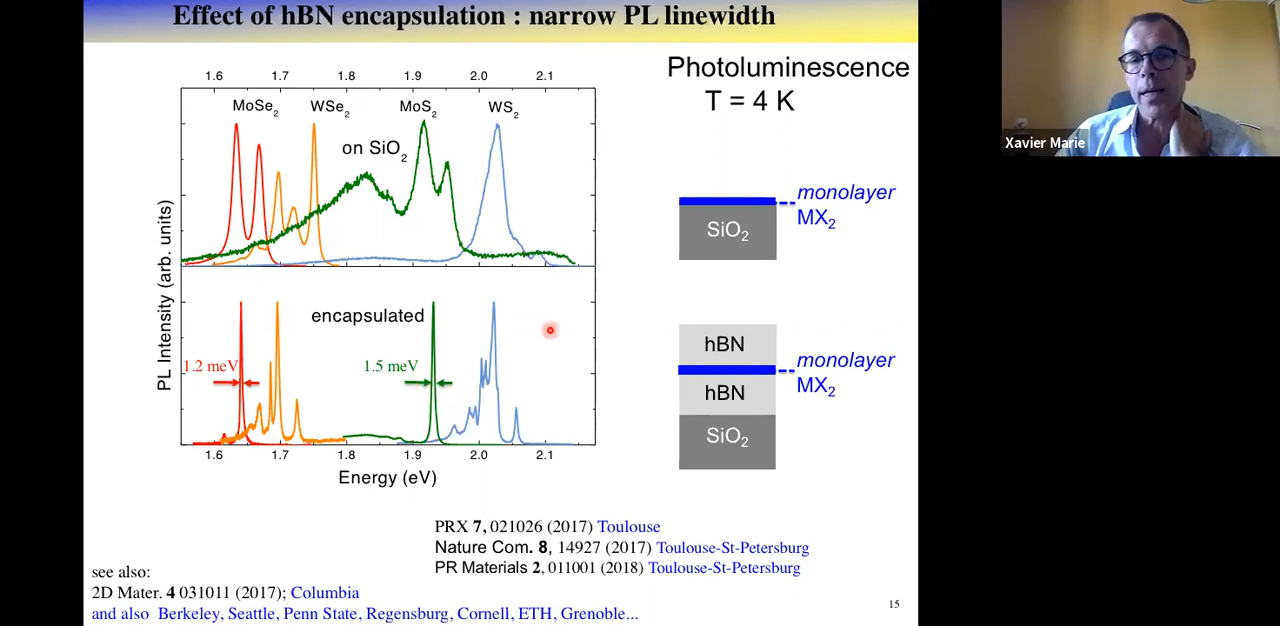 Effect of hBN encapsulation : narrow PL linewidth
Photoluminescence
T = 4 K
1.6 1.7 1.8 1.9 2.0 2.1
MoSe2 WSe2 MoS2 WS2
on SiO2
encapsulated
1.2 meV
1.5 meV
PL Intensity (arb. units)
1.6 1.7 1.8 1.9 2.0 2.1
Energy (eV)
monolayer
MX2
SiO2
hBN
monolayer
MX2
hBN
SiO2
PRX 7, 021026 (2017) Toulouse
Nature Com. 8, 14927 (2017) Toulouse-St-Petersburg
PR Materials 2, 011001 (2018) Toulouse-St-Petersburg
see also:
2D Mater. 4 031011 (2017); Columbia
and also Berkeley, Seattle, Penn State, Regensburg, Cornell, ETH, Grenoble...
15
Xavier Marie